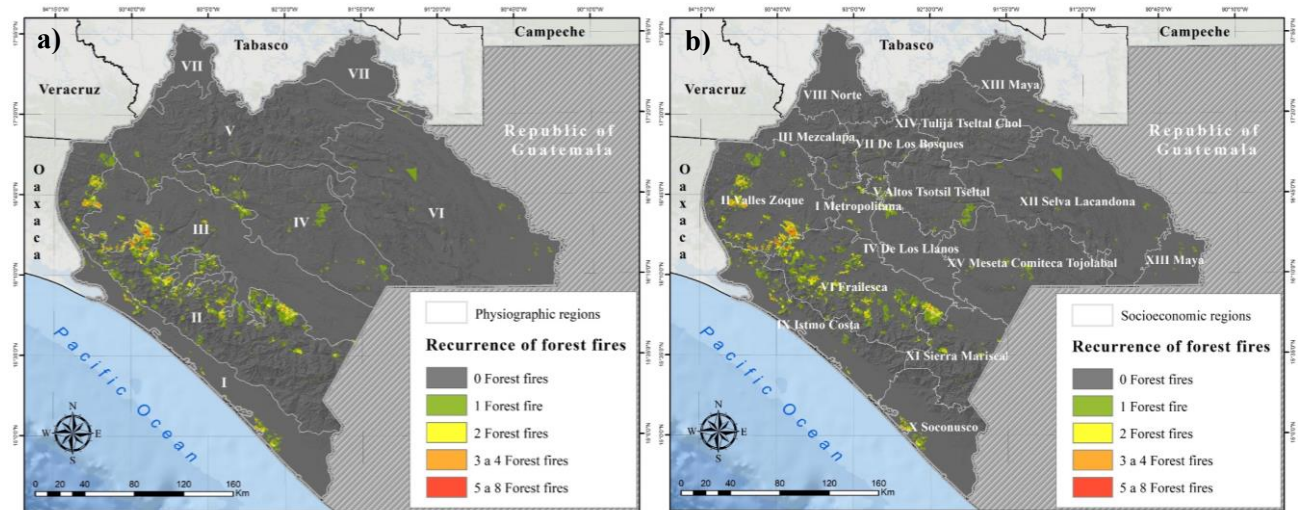 a)
Tabasco
Campeche
Veracruz
Oaxaca
Republic of
Guatemala
VII
VII
V
IV
VI
III
II
I
Pacific Ocean
N
W
E
S
0 20 40 80 120 160
Km
Physiographic regions
Recurrence of forest fires
0 Forest fires
1 Forest fire
2 Forest fires
3 a 4 Forest fires
5 a 8 Forest fires
b)
Tabasco
Campeche
Veracruz
Oaxaca
Republic of
Guatemala
XIII Maya
VIII Norte
XIV Tulijá Tseltal Chol
III Mezcalapa
VII De Los Bosques
V Altos Tsotsil Tseltal
II Valles Zoque
I Metropolitana
XII Selva Lacandona
IV De Los Llanos
XV Meseta Comiteca Tojolabal
XIII Maya
VI Frailesca
IX Istmo Costa
XI Sierra Mariscal
X Soconusco
Pacific Ocean
N
W
E
S
0 20 40 80 120 160
Km
Socioeconomic regions
Recurrence of forest fires
0 Forest fires
1 Forest fire
2 Forest fires
3 a 4 Forest fires
5 a 8 Forest fires